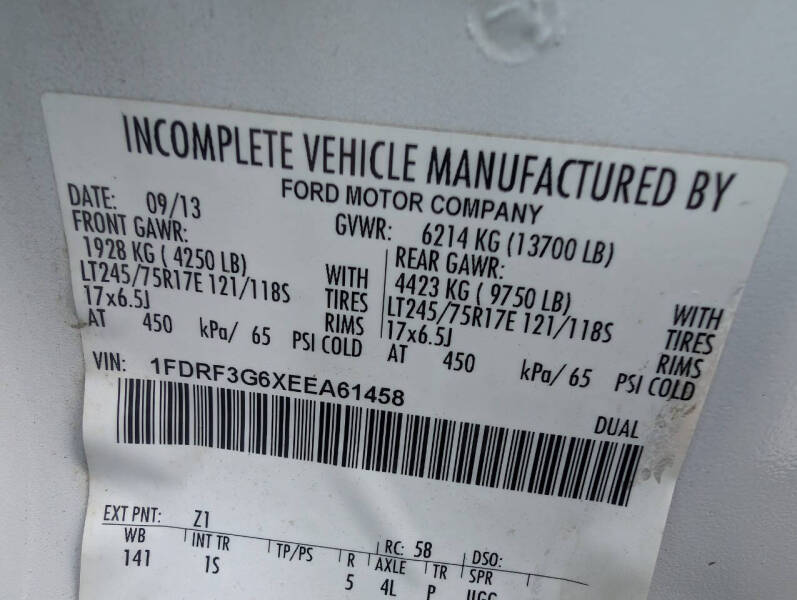 INCOMPLETE VEHICLE MANUFACTURED BY
FORD MOTOR COMPANY
DATE: 09/13
GVWR: 6214 KG (13700 LB)
FRONT GAWR:
1928 KG ( 4250 LB)
LT245/75R17E 121/118S
17x6.5J
WITH
TIRES
RIMS
AT 450 kPa/ 65 PSI COLD
REAR GAWR:
4423 KG ( 9750 LB)
LT245/75R17E 121/118S
17x6.5J
WITH
TIRES
RIMS
AT 450 kPa/ 65 PSI COLD
VIN: 1FDRF3G6XEEA61458
DUAL
EXT PNT: Z1
RC: 58 DSO:
WB INT TR TP/PS R AXLE TR SPR
141 1S 5 4L P